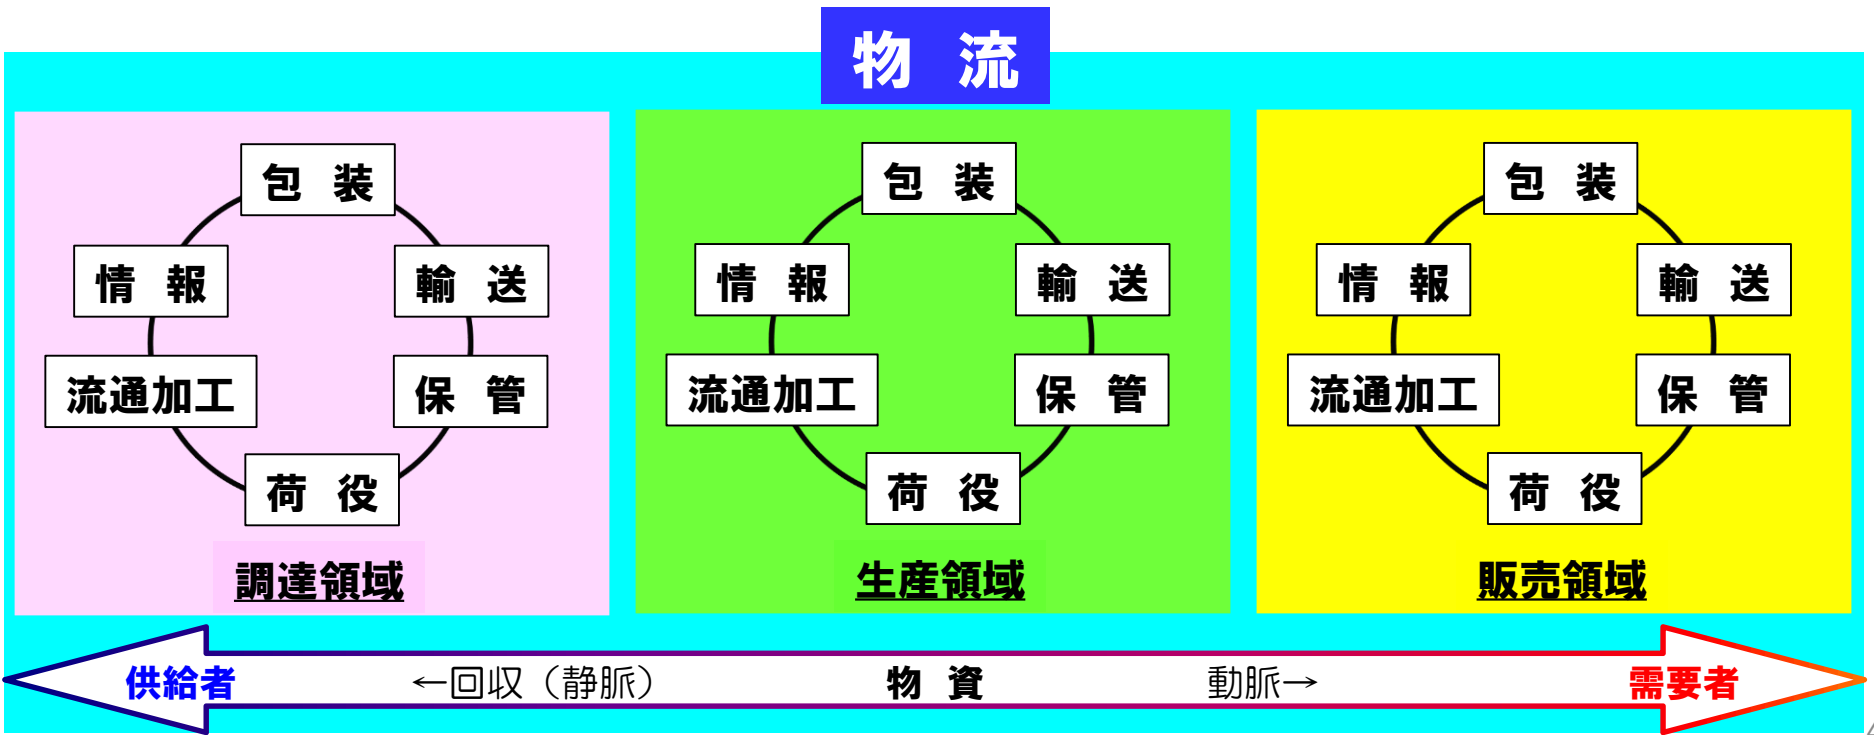 物 流
包 装
情 報
輸 送
流通加工
保 管
荷 役
調達領域
包 装
情 報
輸 送
流通加工
保 管
荷 役
生産領域
包 装
情 報
輸 送
流通加工
保 管
荷 役
販売領域
供給者 ←回収（静脈） 物 資 動脈→ 需要者